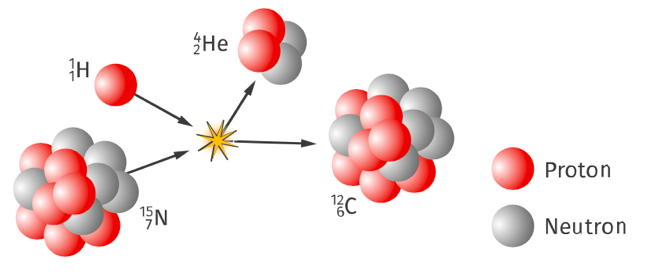 ⁴₂He
¹₁H
¹⁵₇N
¹²₆C
Proton
Neutron